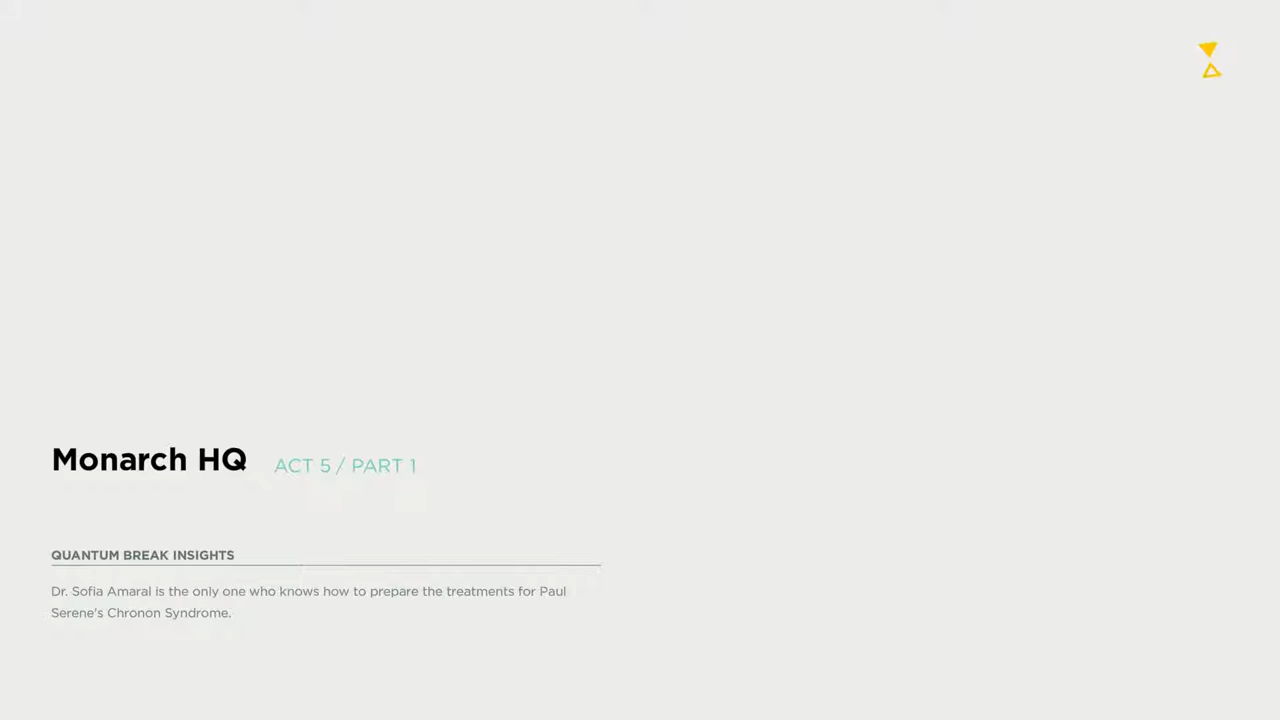 Monarch HQ ACT 5 / PART 1
QUANTUM BREAK INSIGHTS
Dr. Sofia Amaral is the only one who knows how to prepare the treatments for Paul
Serene's Chronon Syndrome.